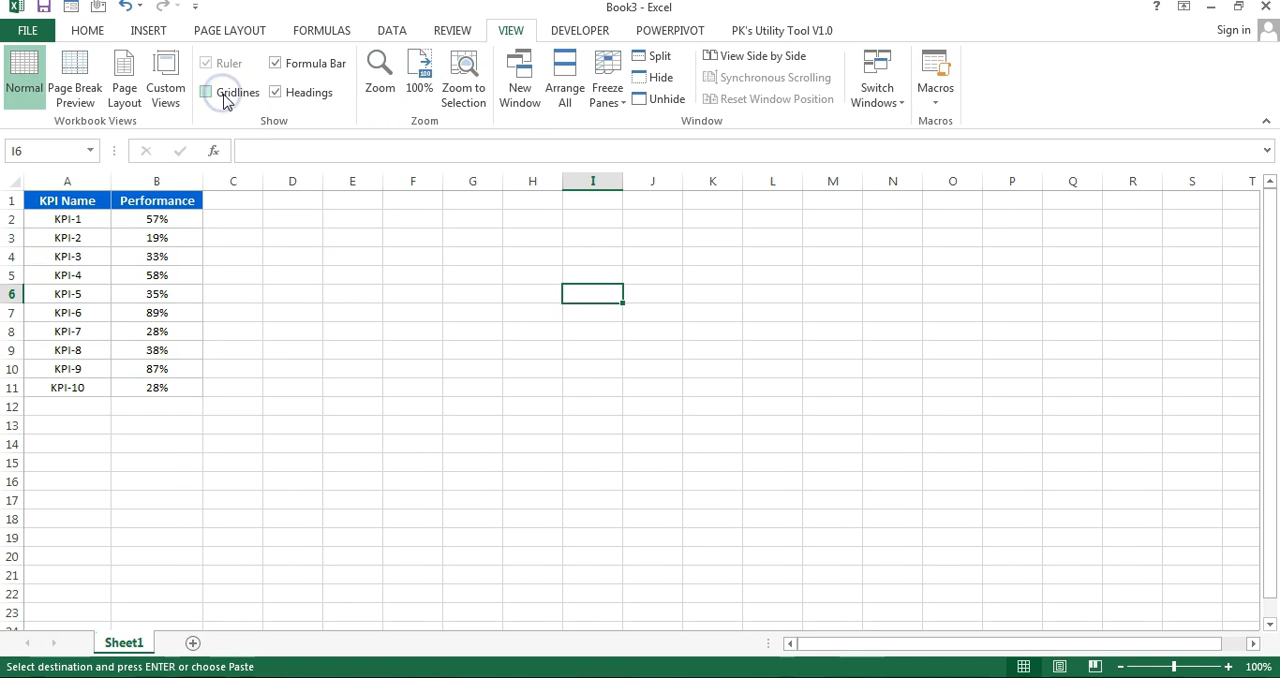 Book3 - Excel
?
FILE HOME INSERT PAGE LAYOUT FORMULAS DATA REVIEW VIEW DEVELOPER POWERPIVOT PK's Utility Tool V1.0 Sign in
Normal Page Break Preview Page Layout Custom Views
Workbook Views
Ruler Formula Bar
Gridlines Headings
Show
Zoom 100% Zoom to Selection
Zoom
New Window Arrange All Freeze Panes
Split
Hide
Unhide
View Side by Side
Synchronous Scrolling
Reset Window Position
Switch Windows
Window
Macros
Macros
I6 fx
A B C D E F G H I J K L M N O P Q R S T
1 KPI Name Performance
2 KPI-1 57%
3 KPI-2 19%
4 KPI-3 33%
5 KPI-4 58%
6 KPI-5 35%
7 KPI-6 89%
8 KPI-7 28%
9 KPI-8 38%
10 KPI-9 87%
11 KPI-10 28%
12
13
14
15
16
17
18
19
20
21
22
23
Sheet1
Select destination and press ENTER or choose Paste 100%